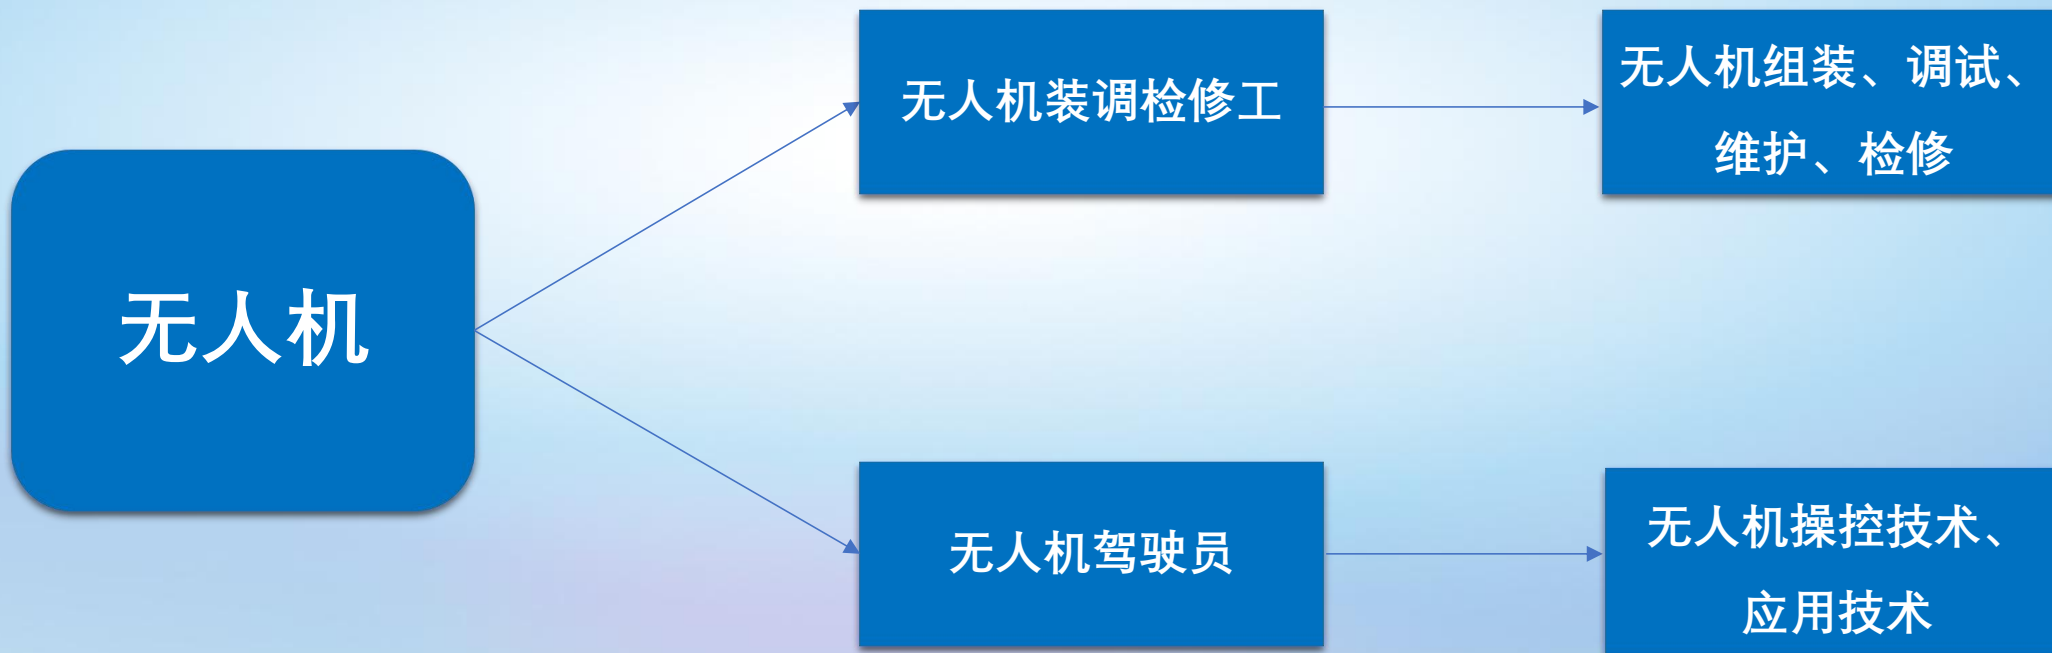 无人机
无人机装调检修工
无人机组装、调试、
维护、检修
无人机驾驶员
无人机操控技术、
应用技术